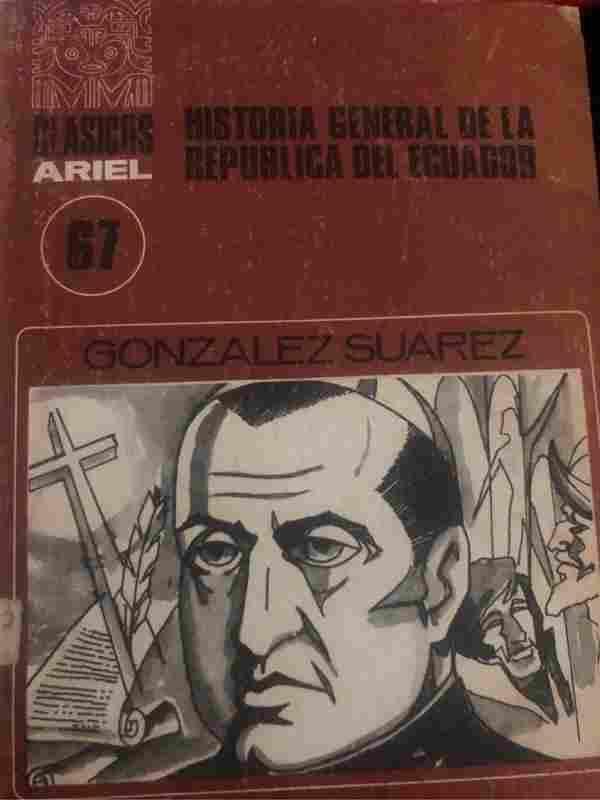 CLASICOS
ARIEL
HISTORIA GENERAL DE LA
REPUBLICA DEL ECUADOR
67
GONZALEZ SUAREZ